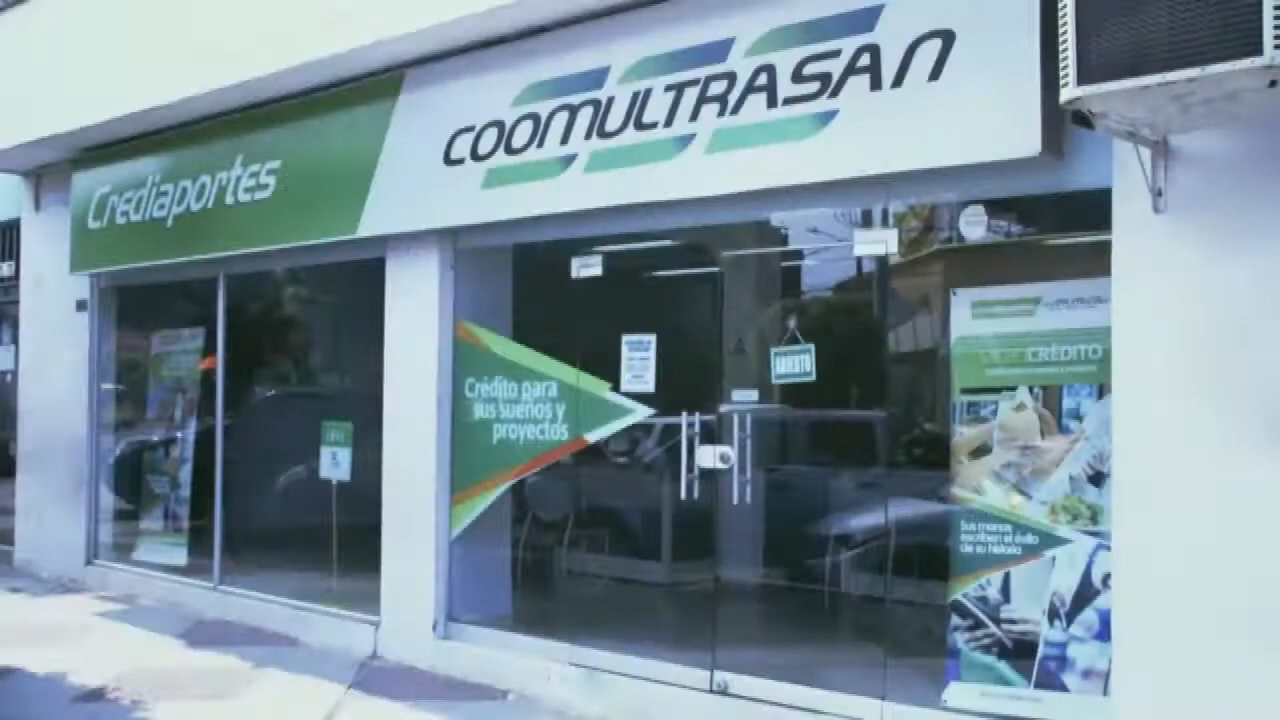 Crediaportes
COOMULTRASAN
Crédito para
sus sueños y
proyectos
ABIERTO
CRÉDITO
Sus manos
escriben el éxito
de su historia